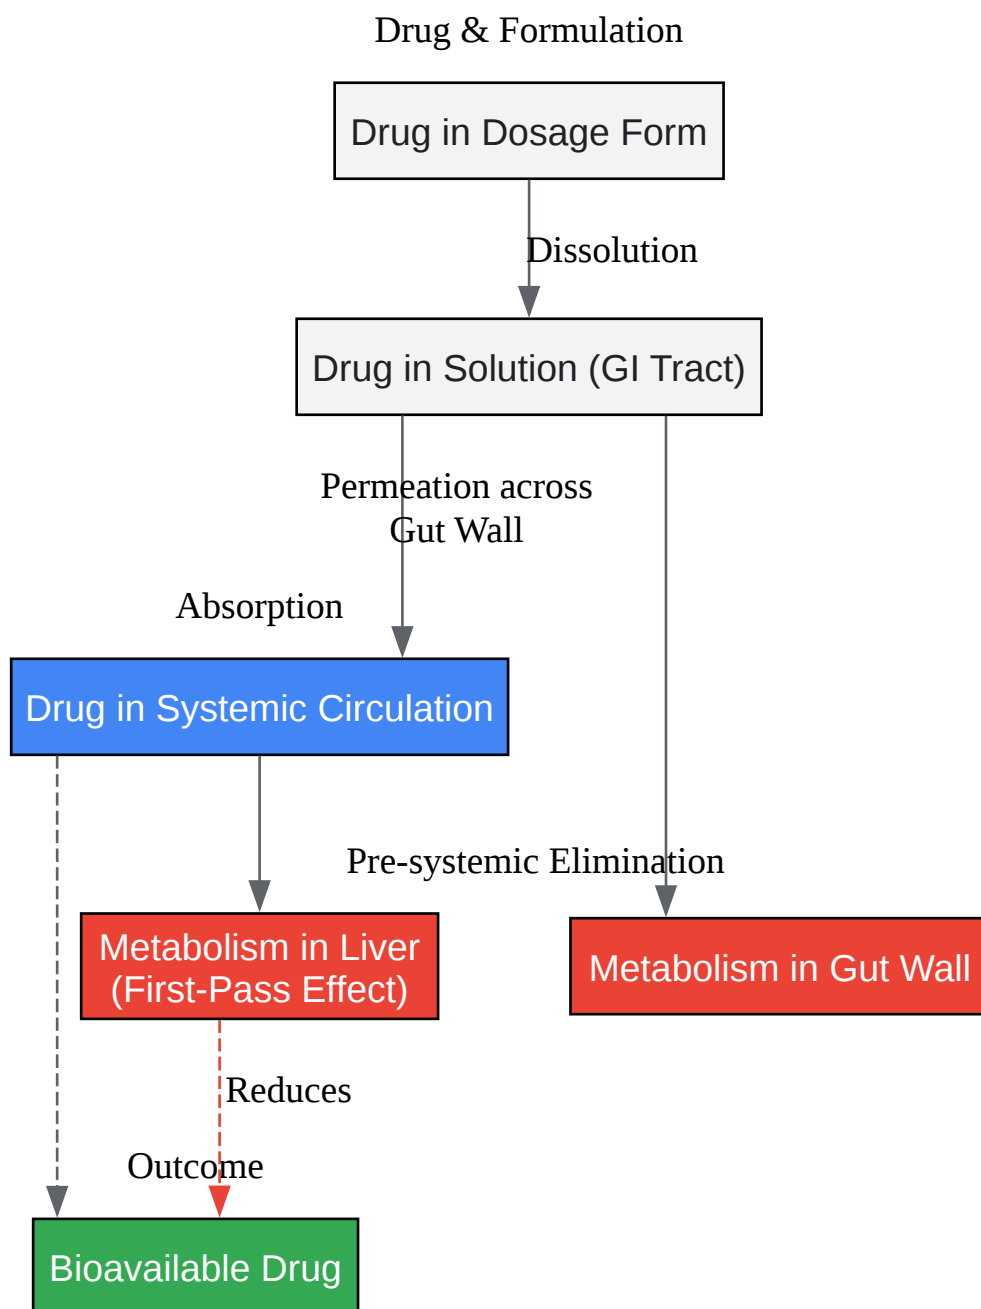 Drug & Formulation
Drug in Dosage Form
Dissolution
Drug in Solution (GI Tract)
Permeation across
Gut Wall
Absorption
Drug in Systemic Circulation
Pre-systemic Elimination
Metabolism in Liver
(First-Pass Effect)
Metabolism in Gut Wall
Reduces
Outcome
Bioavailable Drug